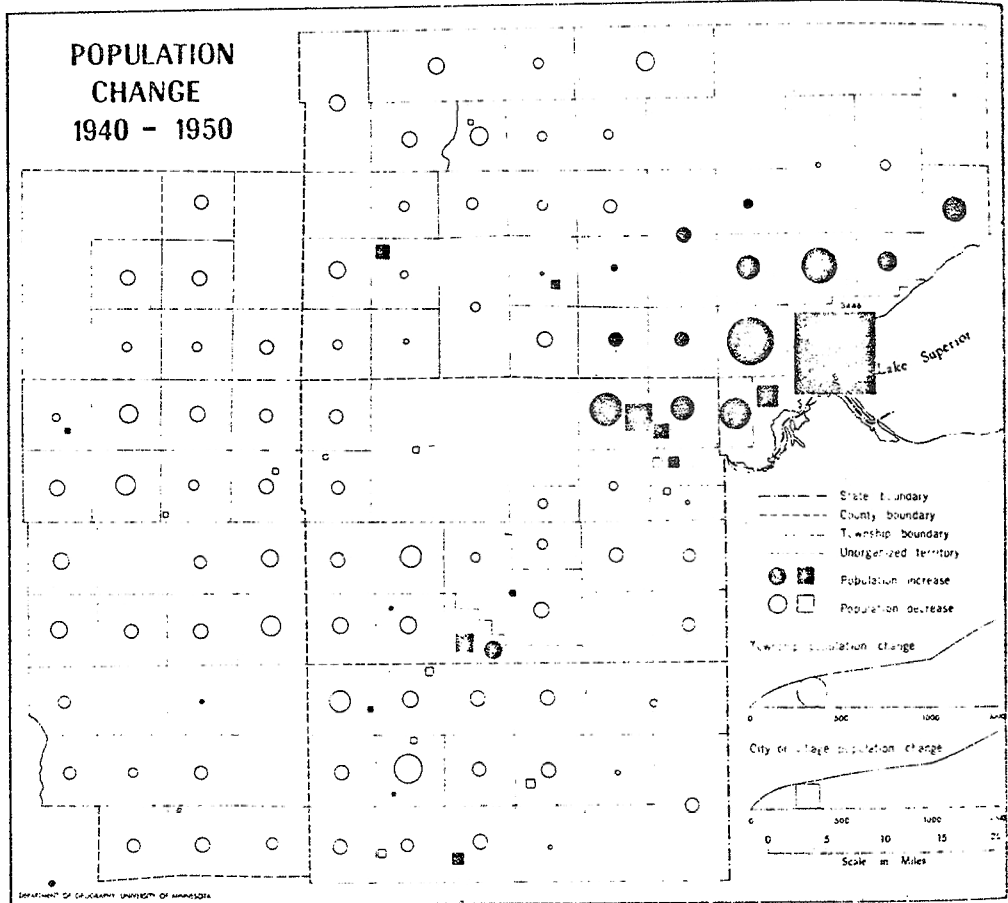 POPULATION
CHANGE
1940 - 1950
Lake Superior
State boundary
County boundary
Township boundary
Unorganized territory
Population increase
Population decrease
Township population change
0 500 1000
City or village population change
0 500 1000
0 5 10 15
Scale in Miles
DEPARTMENT OF GEOGRAPHY UNIVERSITY OF MINNESOTA